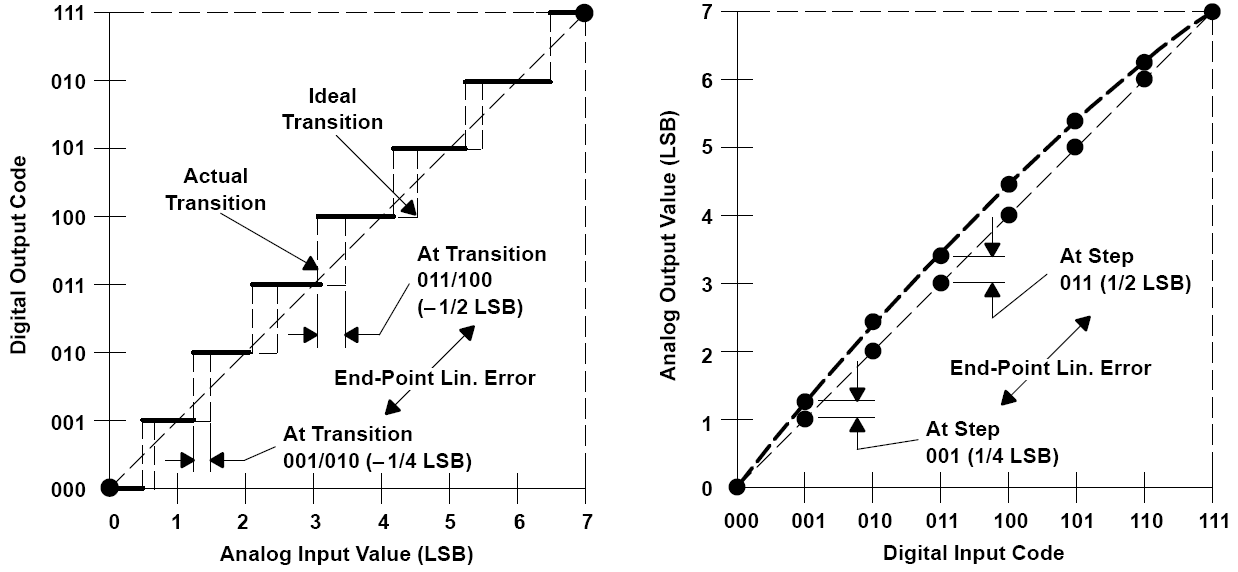 111
010
101
100
011
010
001
000
Digital Output Code
Ideal
Transition
Actual
Transition
At Transition
011/100
(–1/2 LSB)
End-Point Lin. Error
At Transition
001/010 (–1/4 LSB)
0 1 2 3 4 5 6 7
Analog Input Value (LSB)
7
6
5
4
3
2
1
0
Analog Output Value (LSB)
At Step
011 (1/2 LSB)
End-Point Lin. Error
At Step
001 (1/4 LSB)
000 001 010 011 100 101 110 111
Digital Input Code